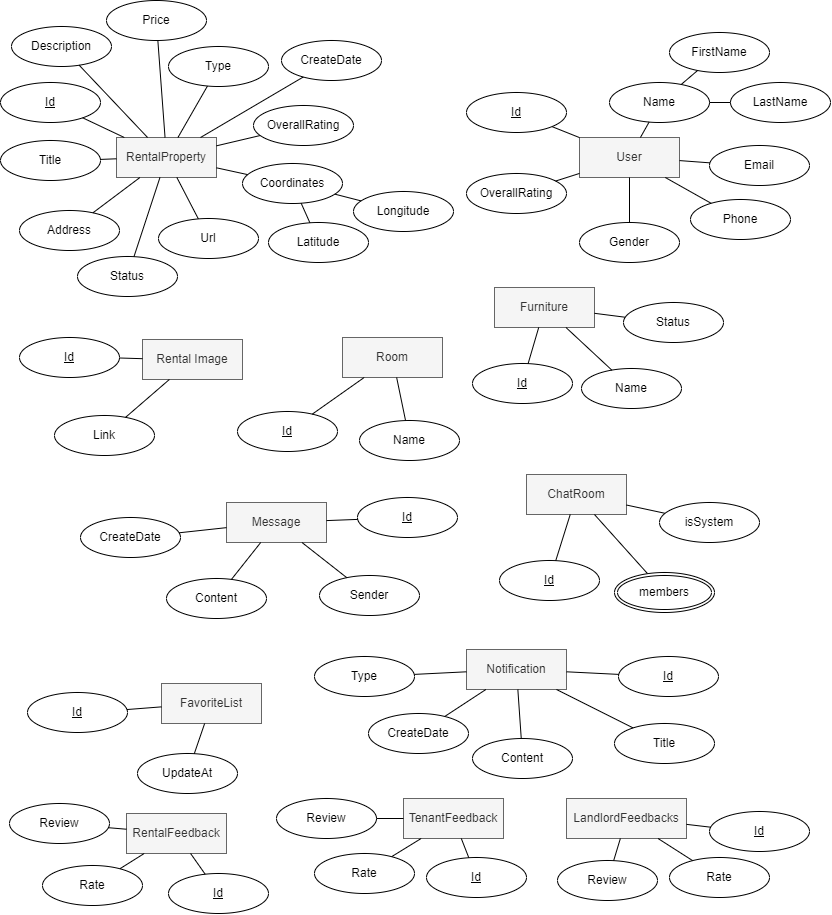 Price
Description
Type
CreateDate
Id
OverallRating
RentalProperty
Title
Coordinates
Longitude
Address
Url
Latitude
Status
FirstName
Name
LastName
Id
User
Email
OverallRating
Phone
Gender
Furniture
Status
Id
Name
Id
Rental Image
Link
Room
Id
Name
Message
Id
CreateDate
Content
Sender
ChatRoom
isSystem
Id
members
Notification
Type
Id
CreateDate
Content
Title
FavoriteList
Id
UpdateAt
Review
RentalFeedback
Rate
Id
Review
TenantFeedback
Rate
Id
LandlordFeedbacks
Id
Review
Rate